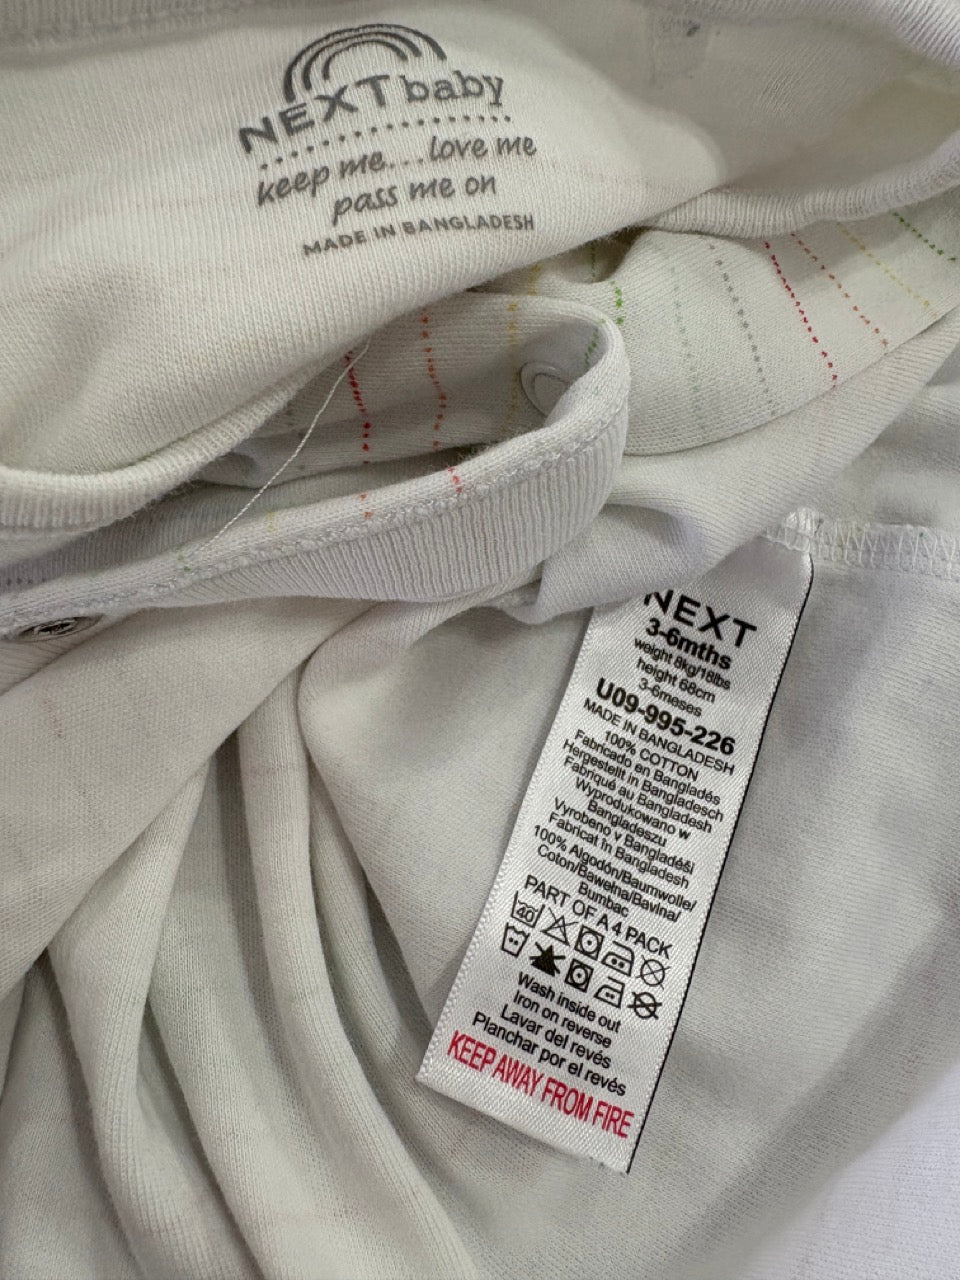 NEXT baby
keep me....love me
pass me on
MADE IN BANGLADESH
NEXT
3-6mths
weight 8kg/18lbs
height 68cm
3-6meses
U09-995-226
MADE IN BANGLADESH
100% COTTON
Fabricado en Bangladés
Hergestellt in Bangladesch
Fabriqué au Bangladesh
Wyprodukowano w
Bangladeszu
Vyrobeno v Bangladéši
Fabricat în Bangladesh
100% Algodón/Baumwolle/
Coton/Bawełna/Bavlna/
Bumbac
PART OF A 4 PACK
40
Wash inside out
Iron on reverse
Lavar del revés
Planchar por el revés
KEEP AWAY FROM FIRE